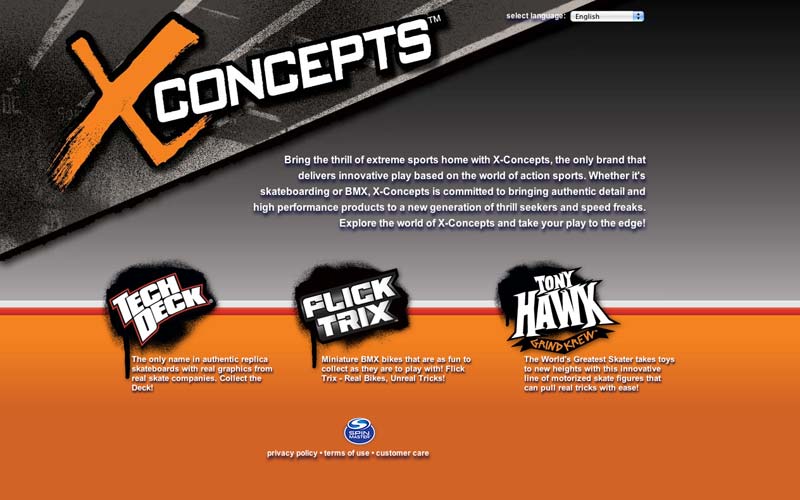 select language: English
X CONCEPTS™
Bring the thrill of extreme sports home with X-Concepts, the only brand that
delivers innovative play based on the world of action sports. Whether it's
skateboarding or BMX, X-Concepts is committed to bringing authentic detail and
high performance products to a new generation of thrill seekers and speed freaks.
Explore the world of X-Concepts and take your play to the edge!
TECH
DECK
The only name in authentic replica
skateboards with real graphics from
real skate companies. Collect the
Deck!
FLICK
TRIX
Miniature BMX bikes that are as fun to
collect as they are to play with! Flick
Trix - Real Bikes, Unreal Tricks!
TONY
HAWK
GRIND KREW
The World's Greatest Skater takes toys
to new heights with this innovative
line of motorized skate figures that
can pull real tricks with ease!
SPIN
MASTER
privacy policy • terms of use • customer care